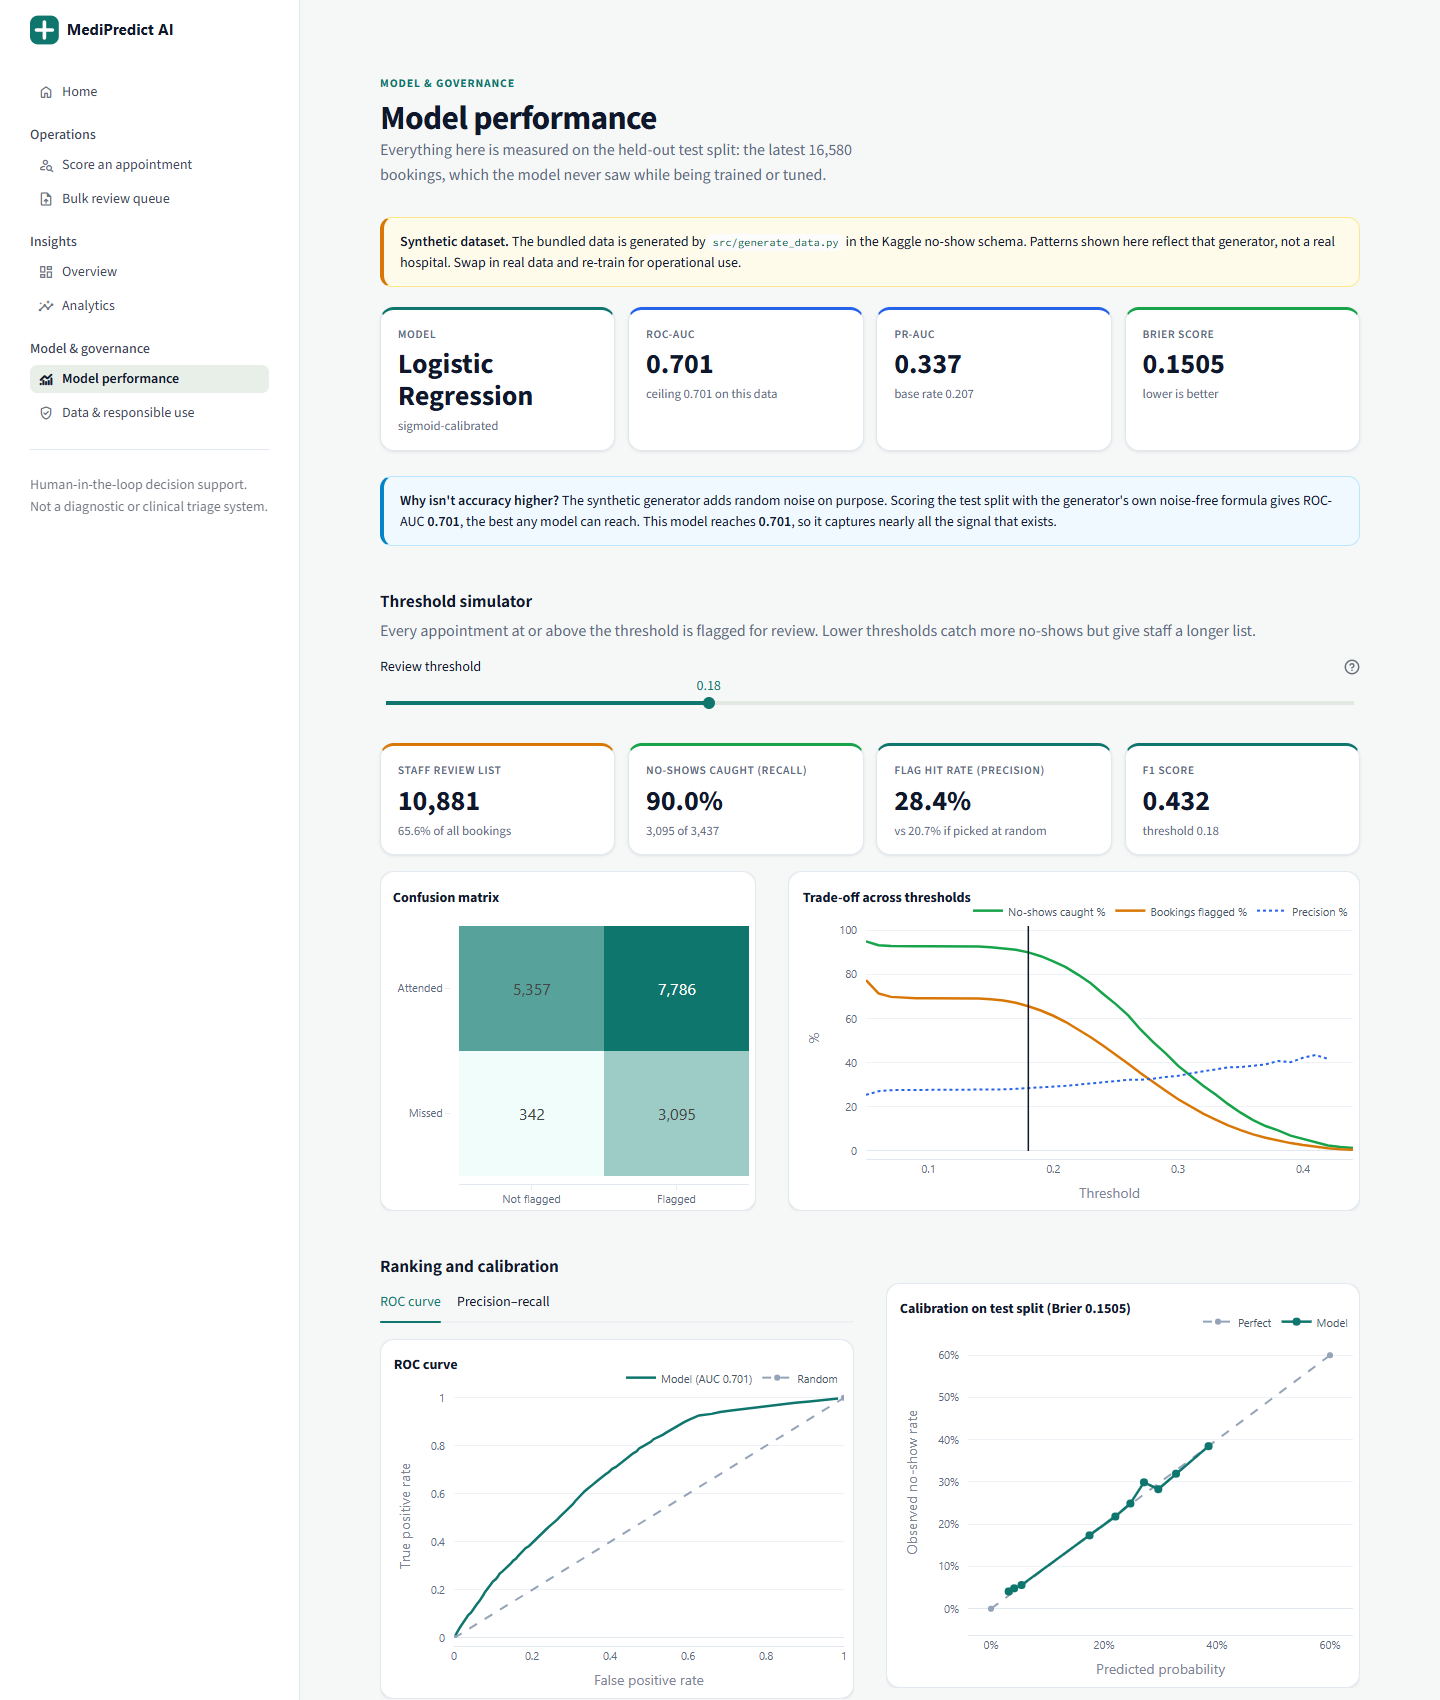 MediPredict AI
Home
Operations
Score an appointment
Bulk review queue
Insights
Overview
Analytics
Model & governance
Model performance
Data & responsible use
Human-in-the-loop decision support.
Not a diagnostic or clinical triage system.
MODEL & GOVERNANCE
Model performance
Everything here is measured on the held-out test split: the latest 16,580
bookings, which the model never saw while being trained or tuned.
Synthetic dataset. The bundled data is generated by src/generate_data.py in the Kaggle no-show schema. Patterns shown here reflect that generator, not a real
hospital. Swap in real data and re-train for operational use.
MODEL
Logistic
Regression
sigmoid-calibrated
ROC-AUC
0.701
ceiling 0.701 on this data
PR-AUC
0.337
base rate 0.207
BRIER SCORE
0.1505
lower is better
Why isn't accuracy higher? The synthetic generator adds random noise on purpose. Scoring the test split with the generator's own noise-free formula gives ROC-
AUC 0.701, the best any model can reach. This model reaches 0.701, so it captures nearly all the signal that exists.
Threshold simulator
Every appointment at or above the threshold is flagged for review. Lower thresholds catch more no-shows but give staff a longer list.
Review threshold
0.18
STAFF REVIEW LIST
10,881
65.6% of all bookings
NO-SHOWS CAUGHT (RECALL)
90.0%
3,095 of 3,437
FLAG HIT RATE (PRECISION)
28.4%
vs 20.7% if picked at random
F1 SCORE
0.432
threshold 0.18
Confusion matrix
Attended
5,357
7,786
Missed
342
3,095
Not flagged
Flagged
Trade-off across thresholds
No-shows caught %
Bookings flagged %
Precision %
100
80
60
40
20
0
%
0.1
0.2
0.3
0.4
Threshold
Ranking and calibration
ROC curve
Precision–recall
ROC curve
Model (AUC 0.701)
Random
1
0.8
0.6
0.4
0.2
0
True positive rate
0
0.2
0.4
0.6
0.8
1
False positive rate
Calibration on test split (Brier 0.1505)
Perfect
Model
60%
50%
40%
30%
20%
10%
0%
Observed no-show rate
0%
20%
40%
60%
Predicted probability